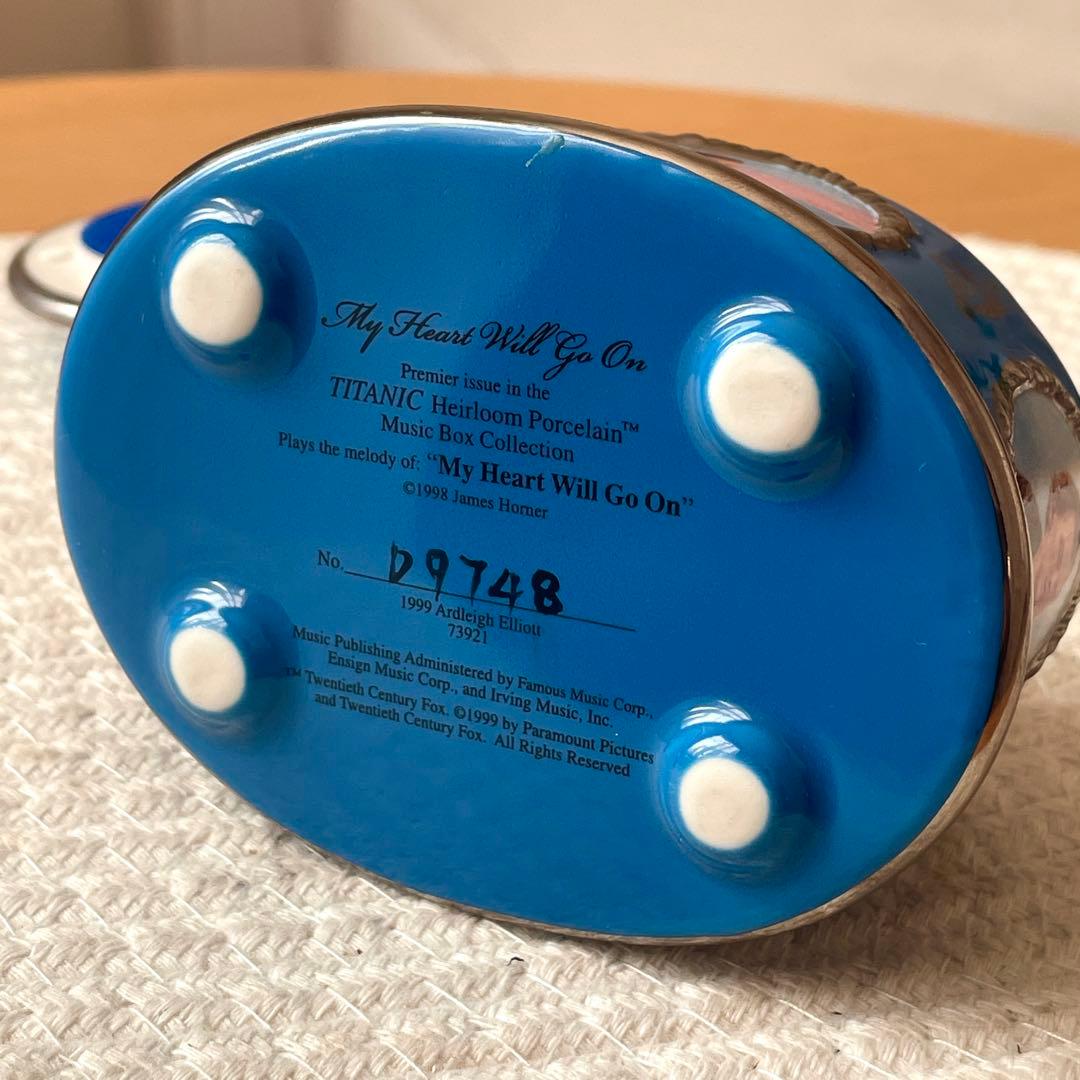 My Heart Will Go On
Premier issue in the
TITANIC Heirloom Porcelain™
Music Box Collection
Plays the melody of: “My Heart Will Go On”
©1998 James Horner
No. D9748
1999 Ardleigh Elliott
73921
Music Publishing Administered by Famous Music Corp.,
Ensign Music Corp., and Irving Music, Inc.
™ Twentieth Century Fox. ©1999 by Paramount Pictures
and Twentieth Century Fox. All Rights Reserved